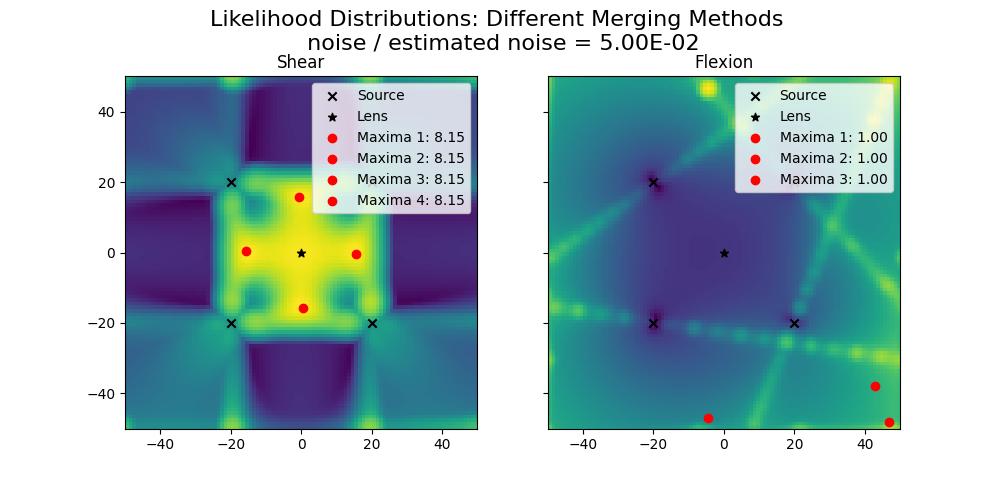 Likelihood Distributions: Different Merging Methods
noise / estimated noise = 5.00E-02
Shear
Source
Lens
Maxima 1: 8.15
Maxima 2: 8.15
Maxima 3: 8.15
Maxima 4: 8.15
40
20
0
−20
−40
−40 −20 0 20 40
Flexion
Source
Lens
Maxima 1: 1.00
Maxima 2: 1.00
Maxima 3: 1.00
−40 −20 0 20 40